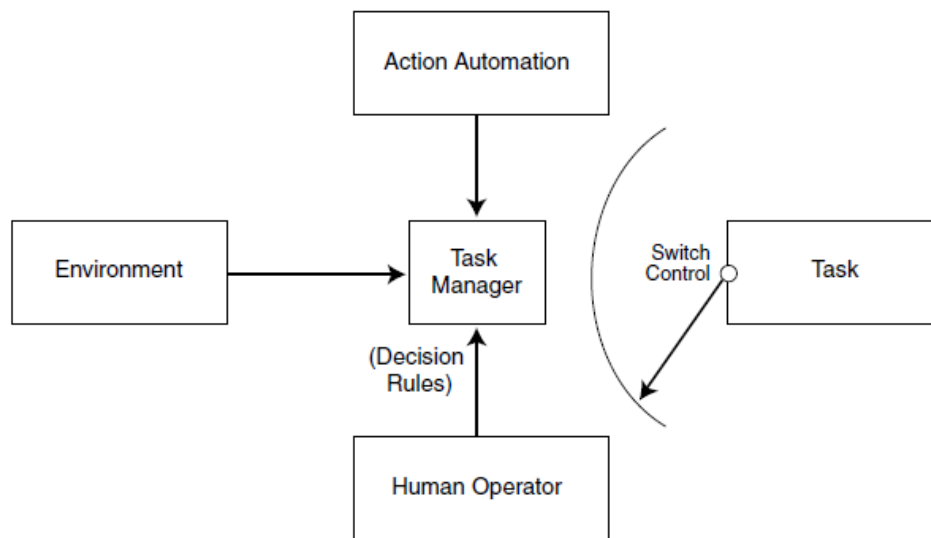 Action Automation
Environment
Task
Manager
Switch
Control
Task
(Decision
Rules)
Human Operator